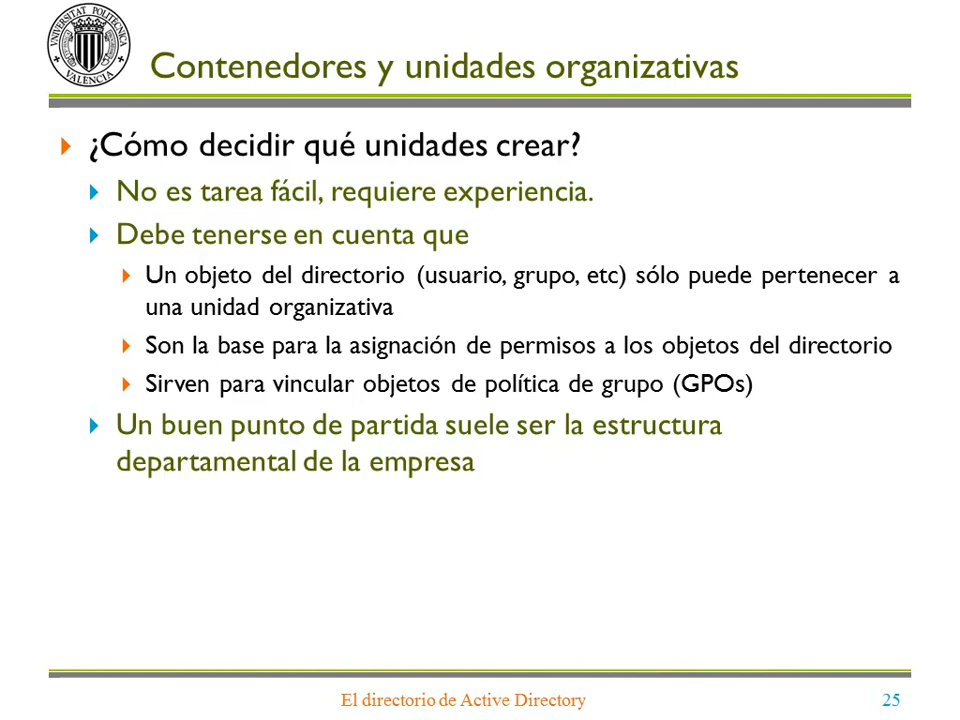 UNIVERSITAT POLITECNICA
VALENCIA
Contenedores y unidades organizativas
¿Cómo decidir qué unidades crear?
No es tarea fácil, requiere experiencia.
Debe tenerse en cuenta que
Un objeto del directorio (usuario, grupo, etc) sólo puede pertenecer a
una unidad organizativa
Son la base para la asignación de permisos a los objetos del directorio
Sirven para vincular objetos de política de grupo (GPOs)
Un buen punto de partida suele ser la estructura
departamental de la empresa
El directorio de Active Directory
25